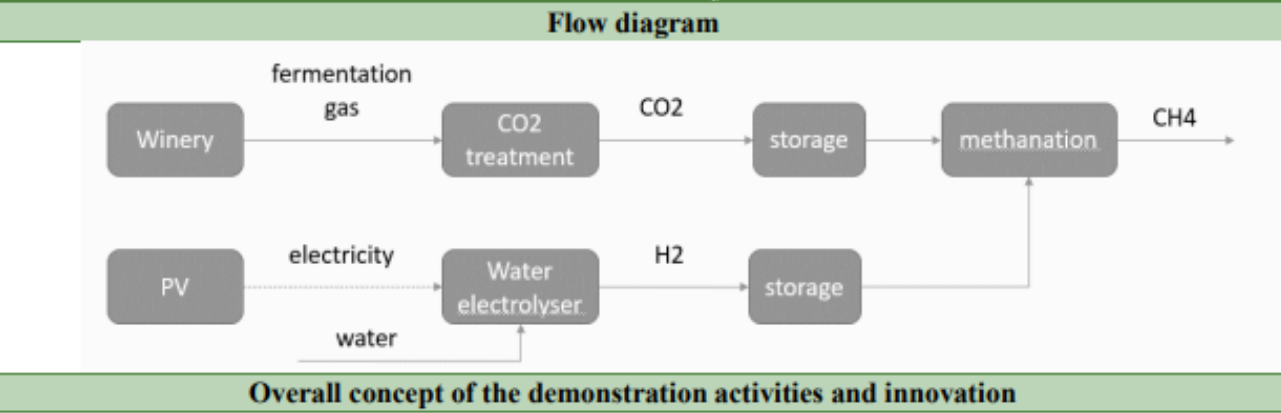 Flow diagram
fermentation
gas
Winery
CO2
treatment
CO2
storage
methanation
CH4
PV
electricity
Water
electrolyser
H2
storage
water
Overall concept of the demonstration activities and innovation